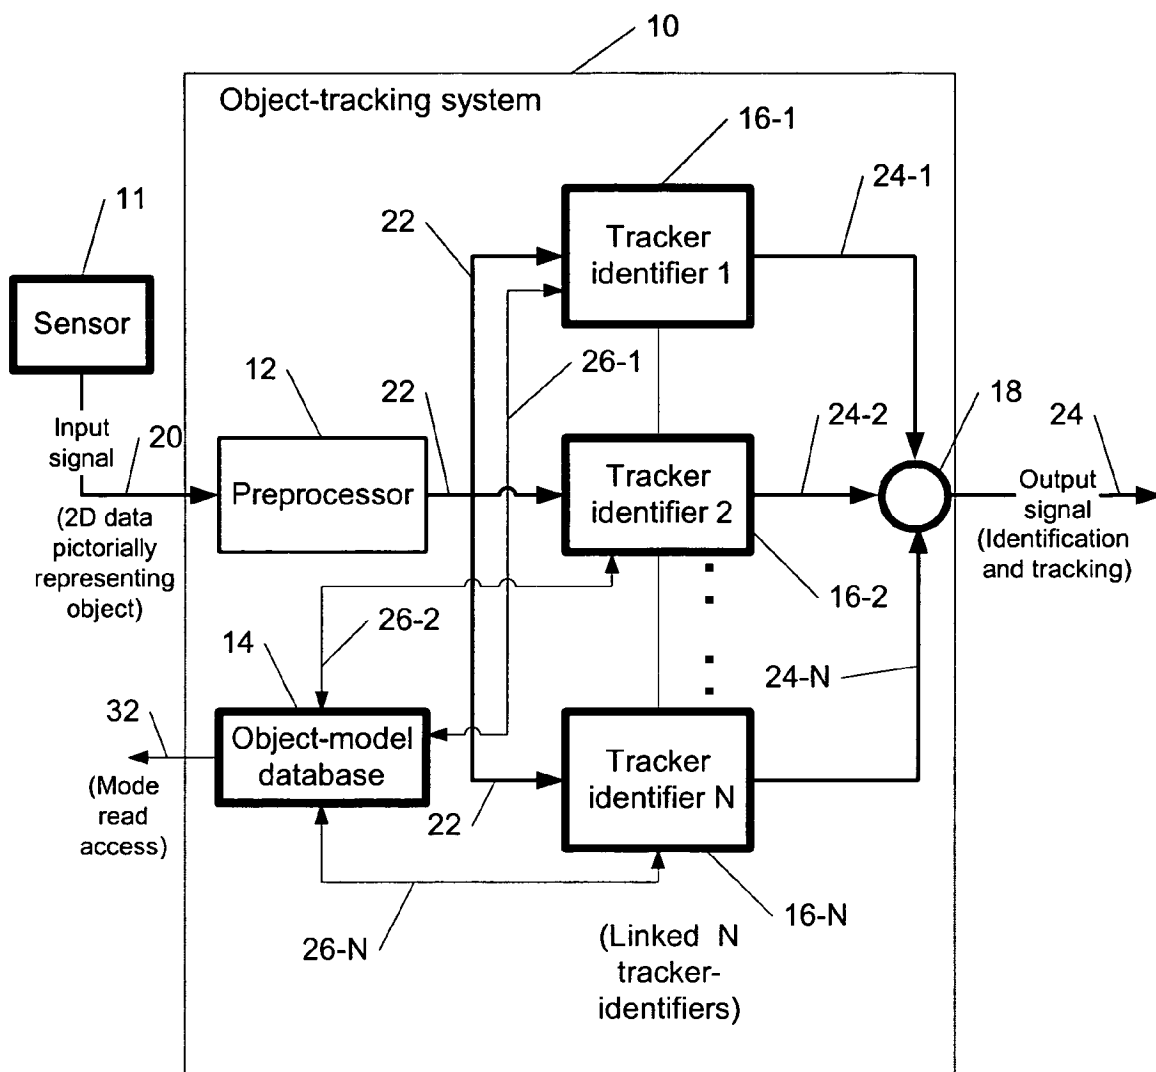 10
Object-tracking system
16-1
11
24-1
22
Tracker
identifier 1
Sensor
26-1
12
22
24-2
18
24
Input
signal
20
Preprocessor
Tracker
identifier 2
Output
signal
(Identification
and tracking)
(2D data
pictorially
representing
object)
16-2
26-2
14
24-N
32
Object-model
database
Tracker
identifier N
(Mode
read
access)
22
16-N
26-N
(Linked N
tracker-
identifiers)